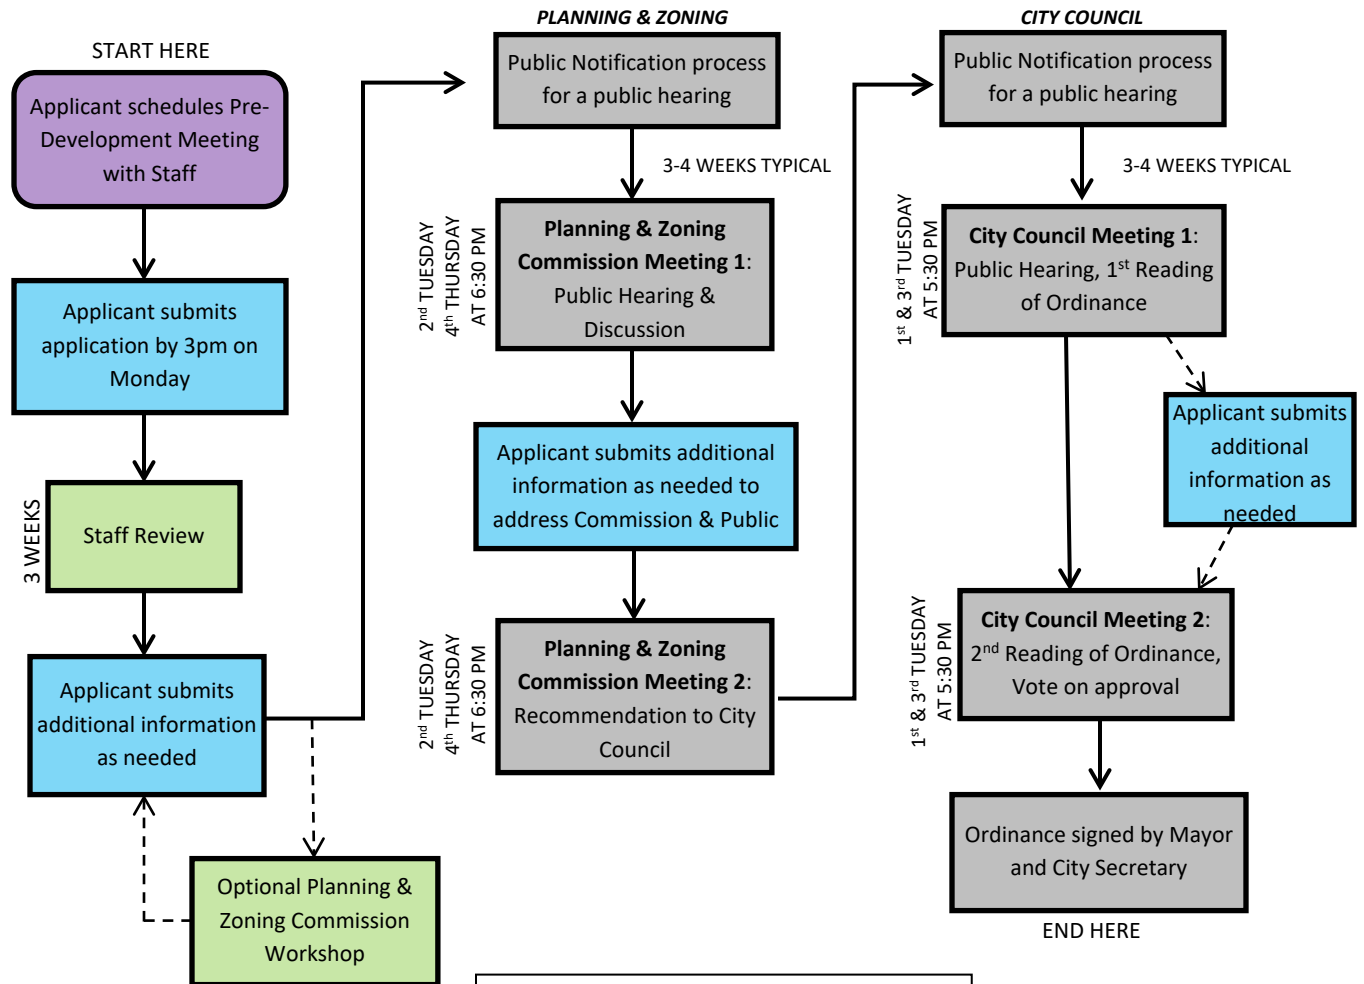 START HERE
Applicant schedules Pre-
Development Meeting
with Staff
Applicant submits
application by 3pm on
Monday
3 WEEKS
Staff Review
Applicant submits
additional information
as needed
Optional Planning &
Zoning Commission
Workshop
PLANNING & ZONING
Public Notification process
for a public hearing
3-4 WEEKS TYPICAL
2nd TUESDAY
4th THURSDAY
AT 6:30 PM
Planning & Zoning
Commission Meeting 1:
Public Hearing &
Discussion
Applicant submits additional
information as needed to
address Commission & Public
2nd TUESDAY
4th THURSDAY
AT 6:30 PM
Planning & Zoning
Commission Meeting 2:
Recommendation to City
Council
CITY COUNCIL
Public Notification process
for a public hearing
3-4 WEEKS TYPICAL
1st & 3rd TUESDAY
AT 5:30 PM
City Council Meeting 1:
Public Hearing, 1st Reading
of Ordinance
Applicant submits
additional
information as
needed
1st & 3rd TUESDAY
AT 5:30 PM
City Council Meeting 2:
2nd Reading of Ordinance,
Vote on approval
Ordinance signed by Mayor
and City Secretary
END HERE